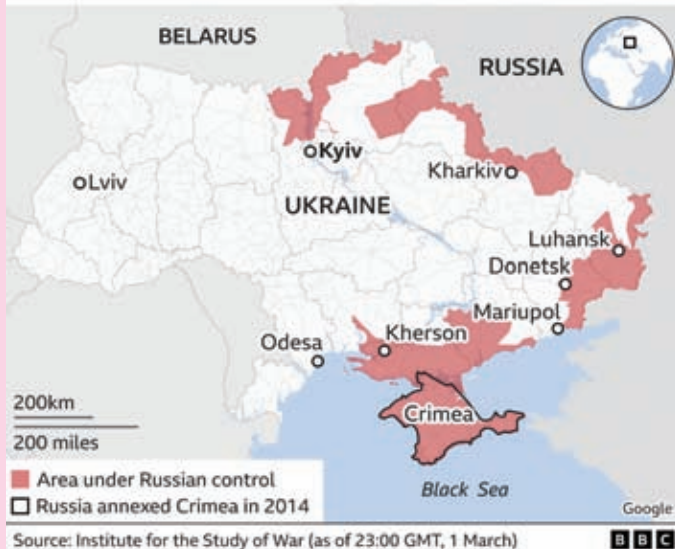 BELARUS
RUSSIA
Kyiv
Lviv
Kharkiv
UKRAINE
Luhansk
Donetsk
Mariupol
Kherson
Odesa
200km
200 miles
Crimea
Area under Russian control
Black Sea
Russia annexed Crimea in 2014
Google
Source: Institute for the Study of War (as of 23:00 GMT, 1 March)
BBC